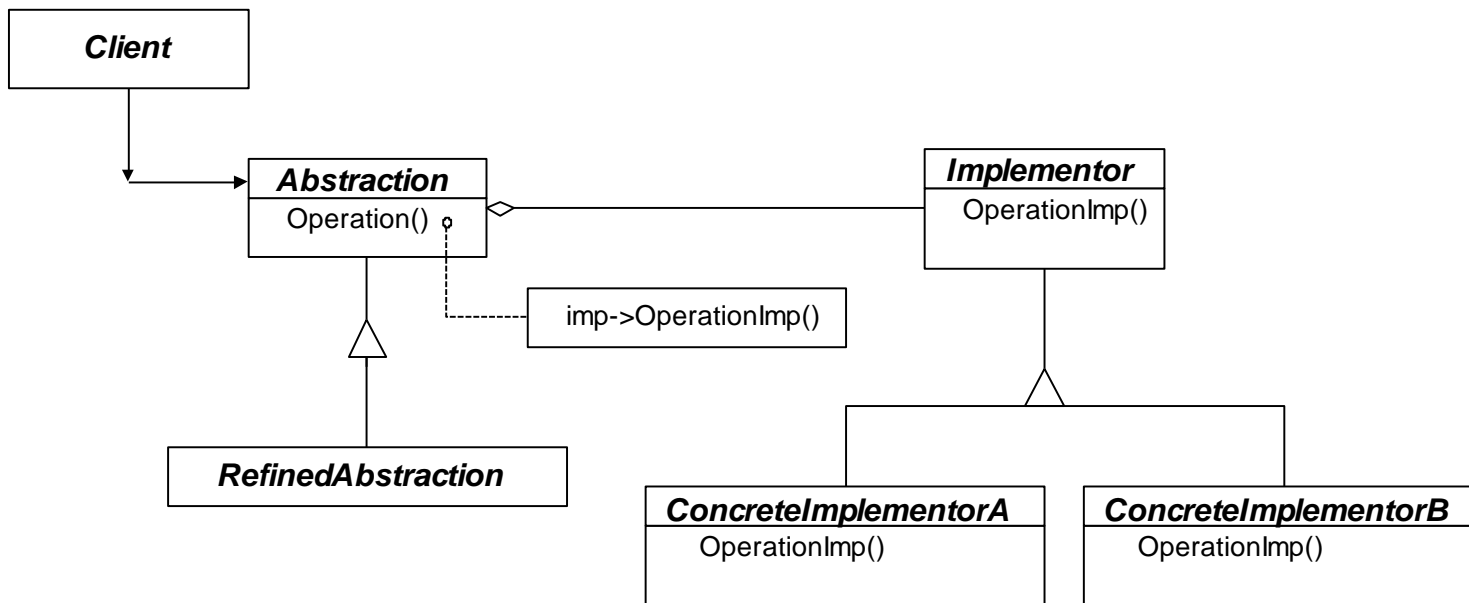 Client
Abstraction
Operation()
Implementor
OperationImp()
imp->OperationImp()
RefinedAbstraction
ConcreteImplementorA
OperationImp()
ConcreteImplementorB
OperationImp()